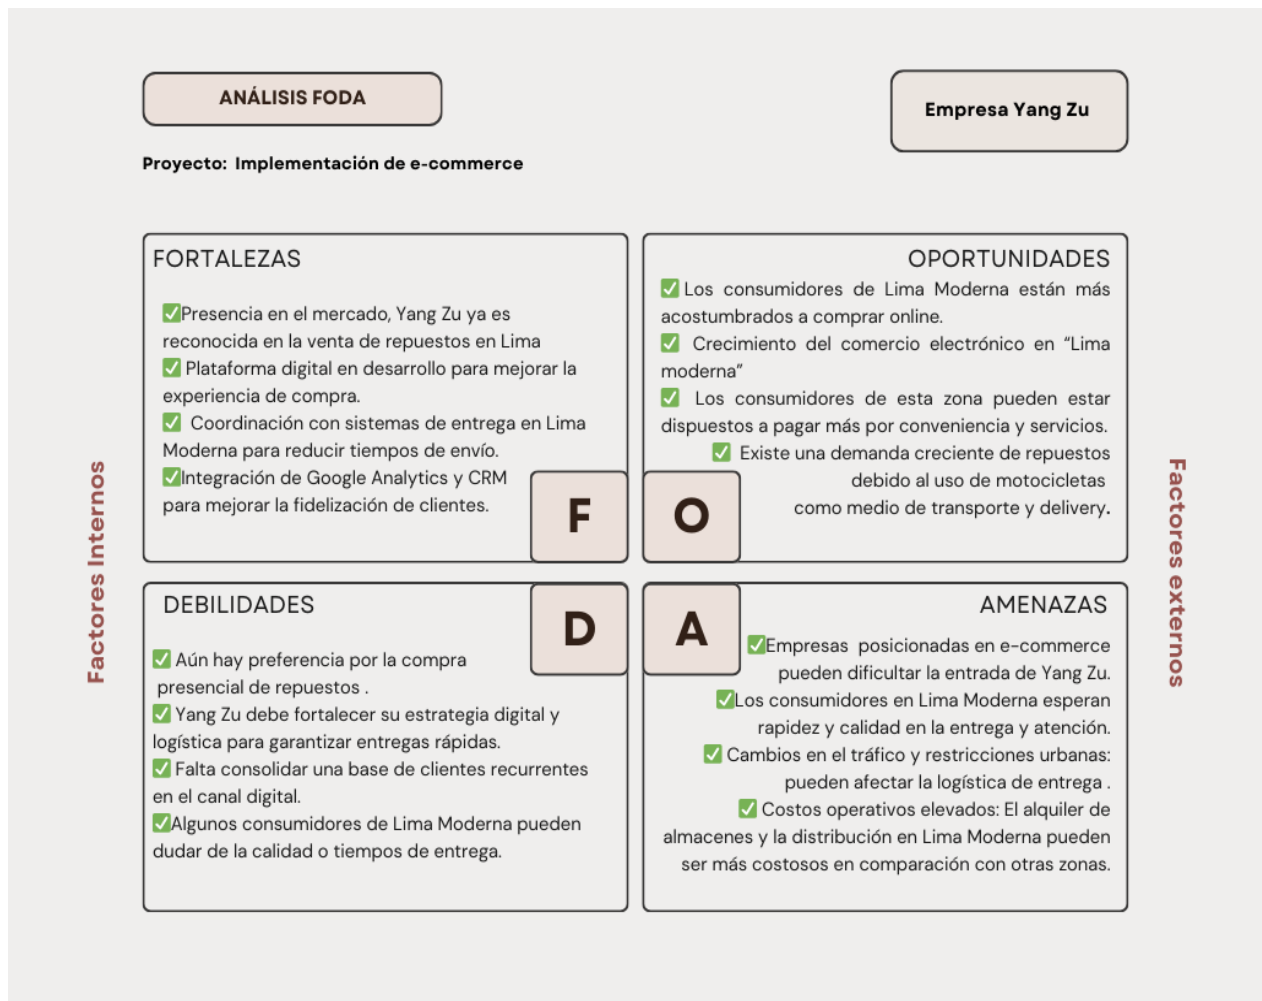 ANÁLISIS FODA
Empresa Yang Zu
Proyecto: Implementación de e-commerce
FORTALEZAS
✅Presencia en el mercado, Yang Zu ya es
reconocida en la venta de repuestos en Lima
✅ Plataforma digital en desarrollo para mejorar la
experiencia de compra.
✅ Coordinación con sistemas de entrega en Lima
Moderna para reducir tiempos de envío.
✅Integración de Google Analytics y CRM
para mejorar la fidelización de clientes.
F
OPORTUNIDADES
✅ Los consumidores de Lima Moderna están más
acostumbrados a comprar online.
✅ Crecimiento del comercio electrónico en “Lima
moderna”
✅ Los consumidores de esta zona pueden estar
dispuestos a pagar más por conveniencia y servicios.
✅ Existe una demanda creciente de repuestos
debido al uso de motocicletas
como medio de transporte y delivery.
O
Factores Internos
Factores externos
DEBILIDADES
D
✅ Aún hay preferencia por la compra
presencial de repuestos .
✅ Yang Zu debe fortalecer su estrategia digital y
logística para garantizar entregas rápidas.
✅ Falta consolidar una base de clientes recurrentes
en el canal digital.
✅Algunos consumidores de Lima Moderna pueden
dudar de la calidad o tiempos de entrega.
AMENAZAS
A
✅Empresas posicionadas en e-commerce
pueden dificultar la entrada de Yang Zu.
✅Los consumidores en Lima Moderna esperan
rapidez y calidad en la entrega y atención.
✅ Cambios en el tráfico y restricciones urbanas:
pueden afectar la logística de entrega .
✅ Costos operativos elevados: El alquiler de
almacenes y la distribución en Lima Moderna pueden
ser más costosos en comparación con otras zonas.